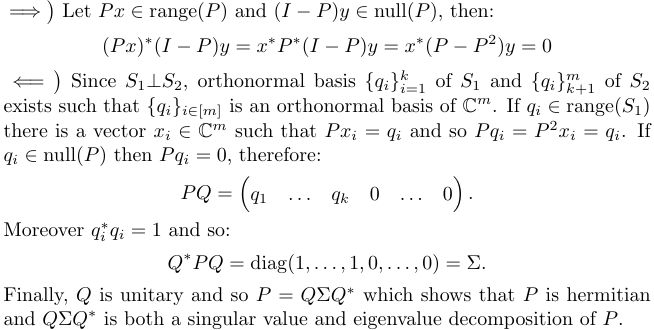 ⟹ ) Let Px ∈ range(P) and (I − P)y ∈ null(P), then:
(Px)*(I − P)y = x*P*(I − P)y = x*(P − P²)y = 0
⟸ ) Since S₁⊥S₂, orthonormal basis {qᵢ}ᵏᵢ₌₁ of S₁ and {qᵢ}ᵐₖ₊₁ of S₂
exists such that {qᵢ}ᵢ∈[m] is an orthonormal basis of ℂᵐ. If qᵢ ∈ range(S₁)
there is a vector xᵢ ∈ ℂᵐ such that Pxᵢ = qᵢ and so Pqᵢ = P²xᵢ = qᵢ. If
qᵢ ∈ null(P) then Pqᵢ = 0, therefore:
PQ = (q₁ … qₖ 0 … 0).
Moreover qᵢ*qᵢ = 1 and so:
Q*PQ = diag(1, … , 1, 0, … , 0) = Σ.
Finally, Q is unitary and so P = QΣQ* which shows that P is hermitian
and QΣQ* is both a singular value and eigenvalue decomposition of P.